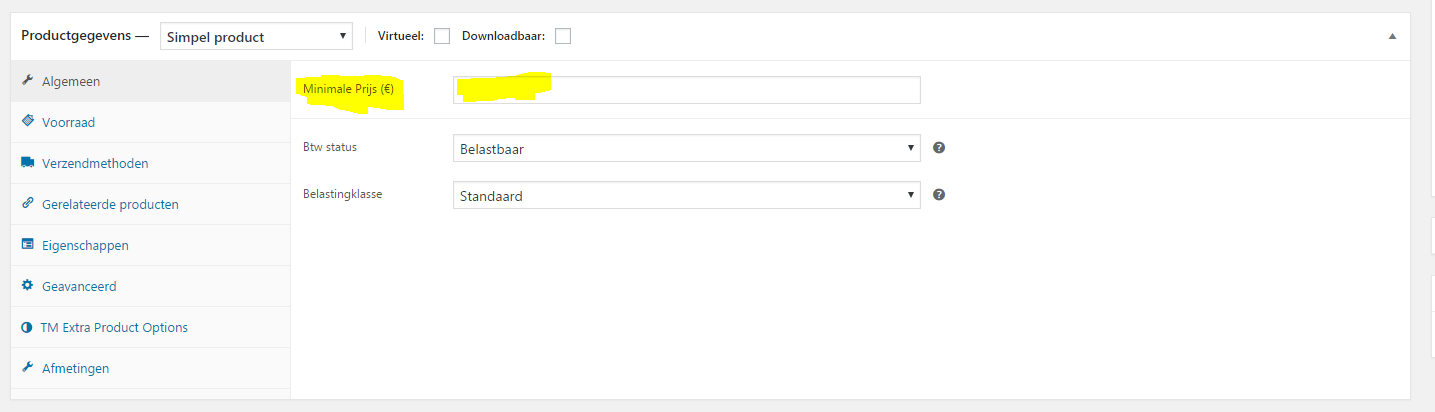 Productgegevens — Simpel product Virtueel: Downloadbaar:
Algemeen
Voorraad
Verzendmethoden
Gerelateerde producten
Eigenschappen
Geavanceerd
TM Extra Product Options
Afmetingen
Minimale Prijs (€)
Btw status Belastbaar ?
Belastingklasse Standaard ?